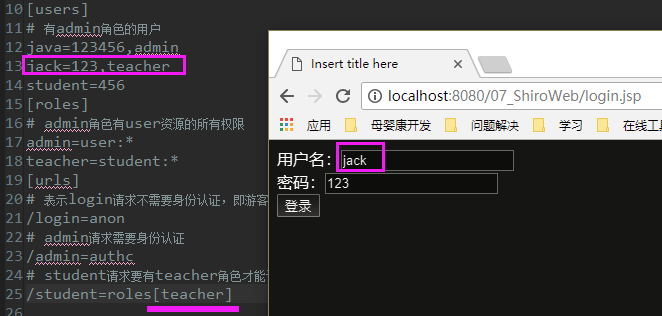 10 [users]
11 # 有admin角色的用户
12 java=123456,admin
13 jack=123,teacher
14 student=456
15 [roles]
16 # admin角色有user资源的所有权限
17 admin=user:*
18 teacher=student:*
19 [urls]
20 # 表示login请求不需要身份认证，即游客
21 /login=anon
22 # admin请求需要身份认证
23 /admin=authc
24 # student请求要有teacher角色才能
25 /student=roles[teacher]
26
Insert title here
localhost:8080/07_ShiroWeb/login.jsp
应用 母婴康开发 问题解决 学习 在线工具
用户名: jack
密码: 123
登录